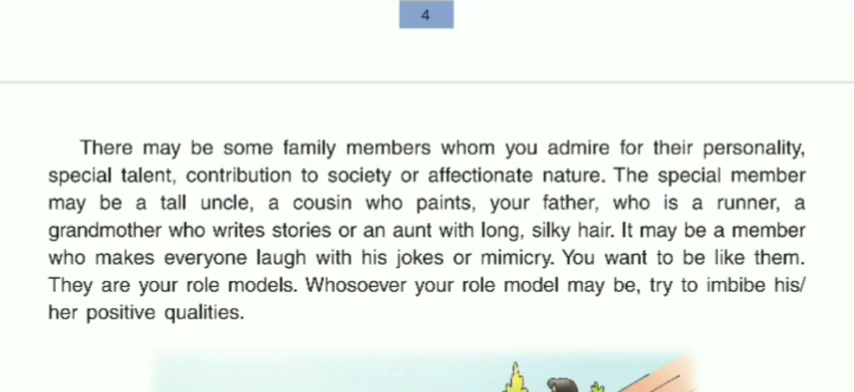 4
There may be some family members whom you admire for their personality,
special talent, contribution to society or affectionate nature. The special member
may be a tall uncle, a cousin who paints, your father, who is a runner, a
grandmother who writes stories or an aunt with long, silky hair. It may be a member
who makes everyone laugh with his jokes or mimicry. You want to be like them.
They are your role models. Whosoever your role model may be, try to imbibe his/
her positive qualities.